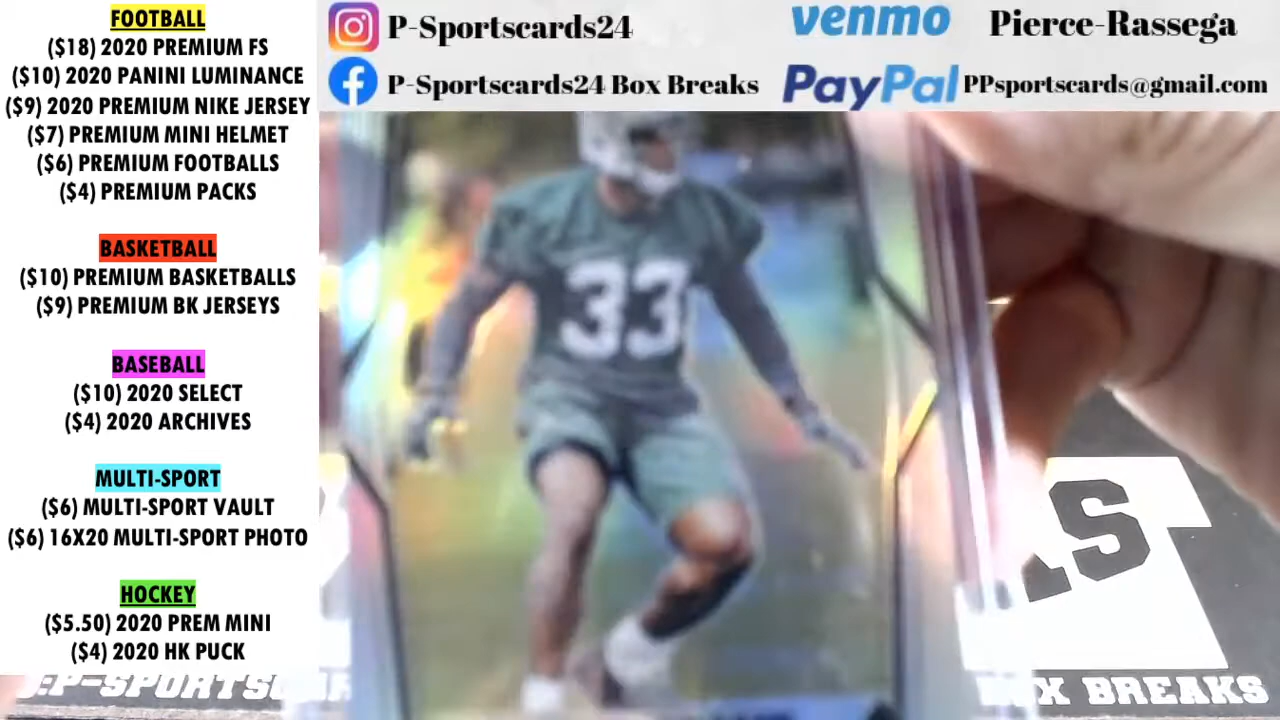 FOOTBALL
($18) 2020 PREMIUM FS
($10) 2020 PANINI LUMINANCE
($9) 2020 PREMIUM NIKE JERSEY
($7) PREMIUM MINI HELMET
($6) PREMIUM FOOTBALLS
($4) PREMIUM PACKS
BASKETBALL
($10) PREMIUM BASKETBALLS
($9) PREMIUM BK JERSEYS
BASEBALL
($10) 2020 SELECT
($4) 2020 ARCHIVES
MULTI-SPORT
($6) MULTI-SPORT VAULT
($6) 16X20 MULTI-SPORT PHOTO
HOCKEY
($5.50) 2020 PREM MINI
($4) 2020 HK PUCK
P-Sportscards24
venmo Pierce-Rassega
P-Sportscards24 Box Breaks
PayPal PPsportscards@gmail.com
33
BREAKS